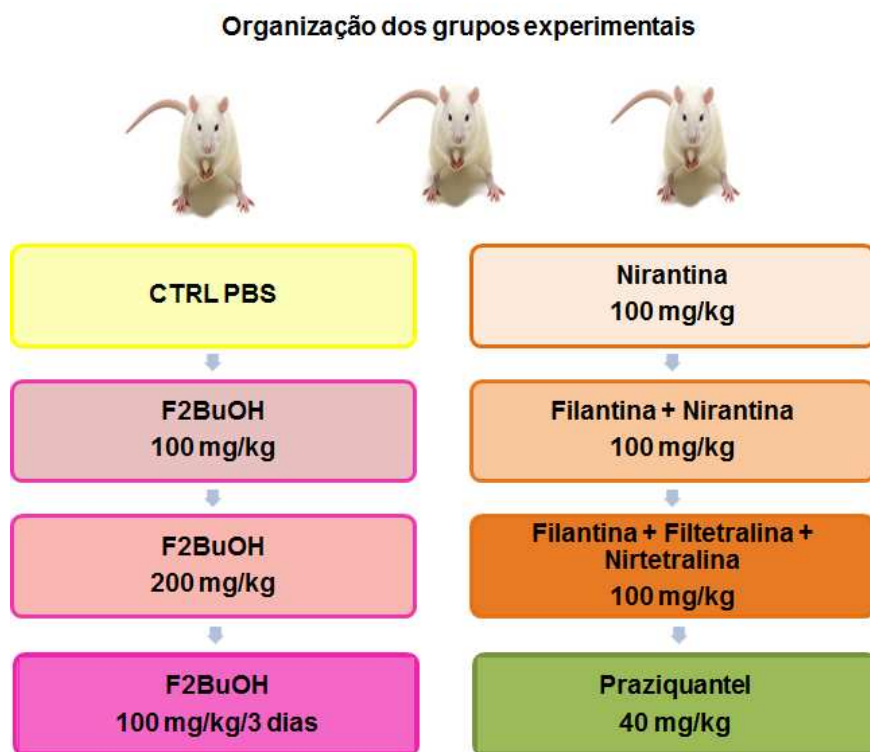 Organização dos grupos experimentais
CTRL PBS
F2BuOH
100 mg/kg
F2BuOH
200 mg/kg
F2BuOH
100 mg/kg/3 dias
Nirantina
100 mg/kg
Filantina + Nirantina
100 mg/kg
Filantina + Filtetralina +
Nirtetralina
100 mg/kg
Praziquantel
40 mg/kg